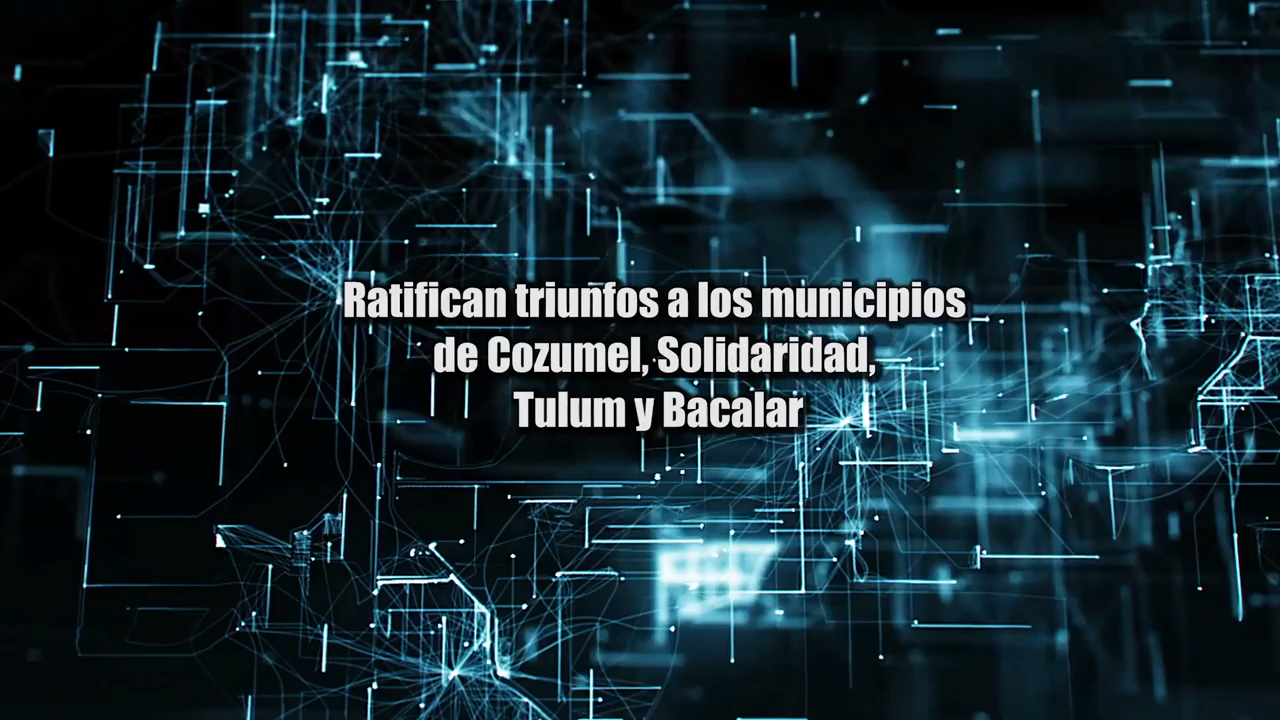 Ratifican triunfos a los municipios
de Cozumel, Solidaridad,
Tulum y Bacalar